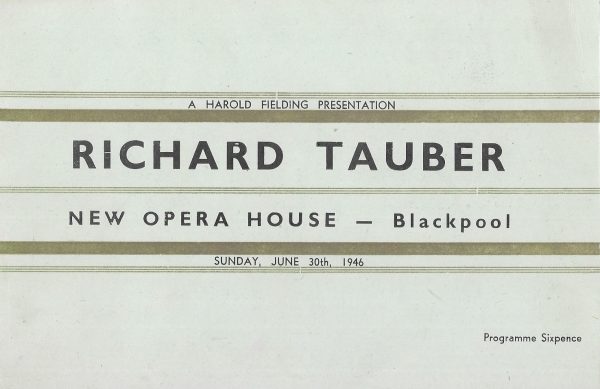 A HAROLD FIELDING PRESENTATION
RICHARD TAUBER
NEW OPERA HOUSE — Blackpool
SUNDAY, JUNE 30th, 1946
Programme Sixpence